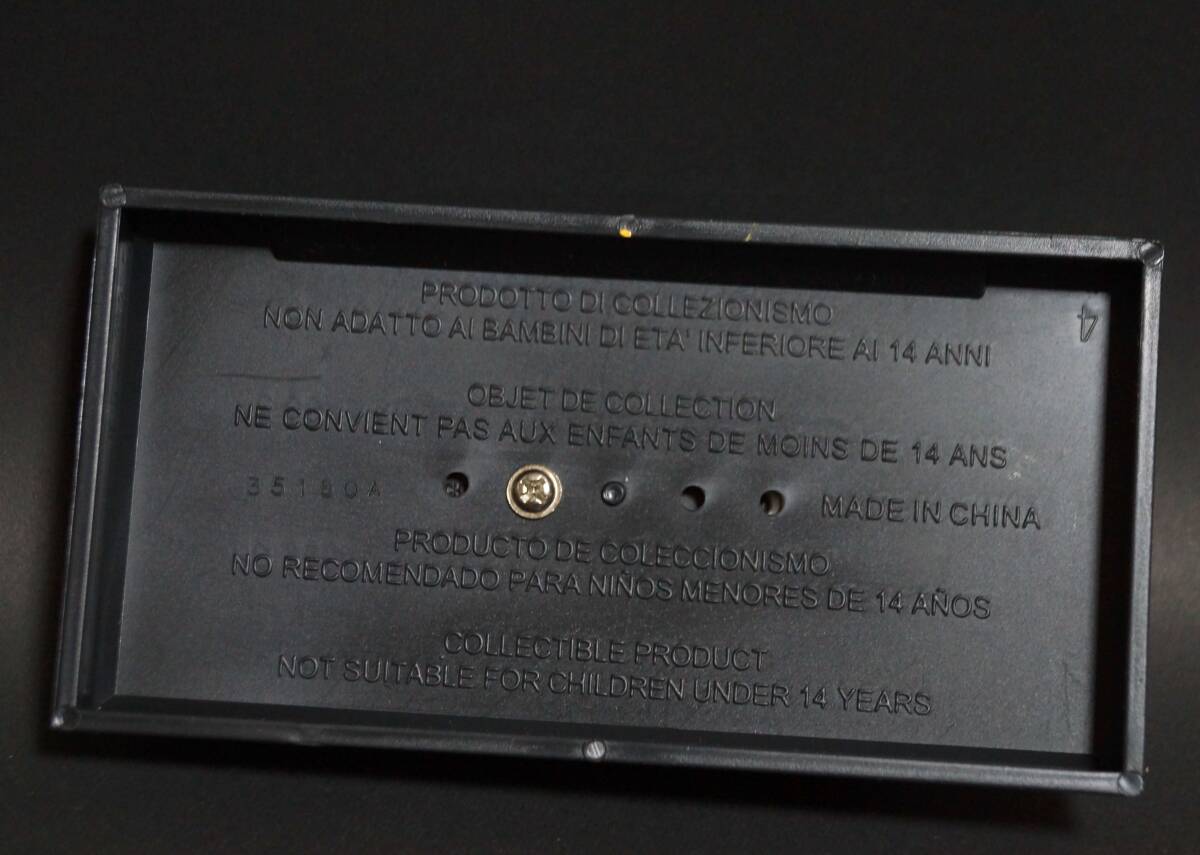 PRODOTTO DI COLLEZIONISMO
NON ADATTO AI BAMBINI DI ETA' INFERIORE AI 14 ANNI
4
OBJET DE COLLECTION
NE CONVIENT PAS AUX ENFANTS DE MOINS DE 14 ANS
35180A
MADE IN CHINA
PRODUCTO DE COLECCIONISMO
NO RECOMENDADO PARA NIÑOS MENORES DE 14 AÑOS
COLLECTIBLE PRODUCT
NOT SUITABLE FOR CHILDREN UNDER 14 YEARS